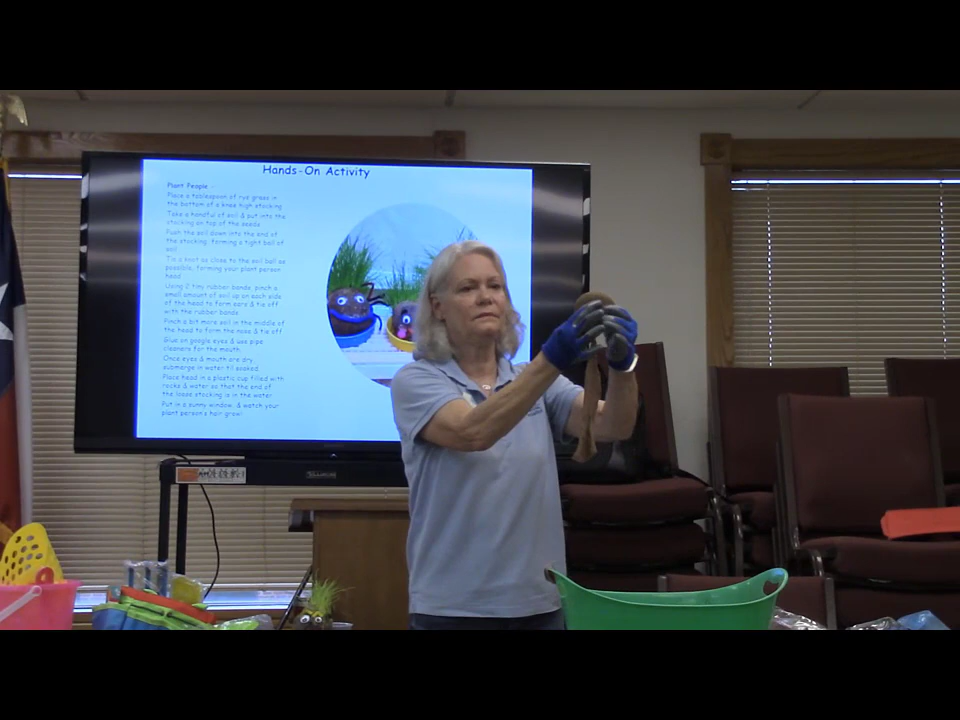 Hands-On Activity
Plant People -
Place a tablespoon of rye grass in
the bottom of a knee high stocking
Take a handful of soil & put into the
stocking on top of the seeds
Push the soil down into the end of
the stocking forming a tight ball of
soil
Tie a knot as close to the soil ball as
possible, forming your plant person
head
Using 2 tiny rubber bands, pinch a
small amount of soil up on each side
of the head to form ears & tie off
with the rubber bands
Pinch a bit more soil in the middle of
the head to form the nose & tie off
Glue on google eyes & use pipe
cleaners for the mouth
Once eyes & mouth are dry
submerge in water til soaked
Place head in a plastic cup filled with
rocks & water so that the end of
the loose stocking is in the water
Put in a sunny window & watch your
plant person's hair grow!